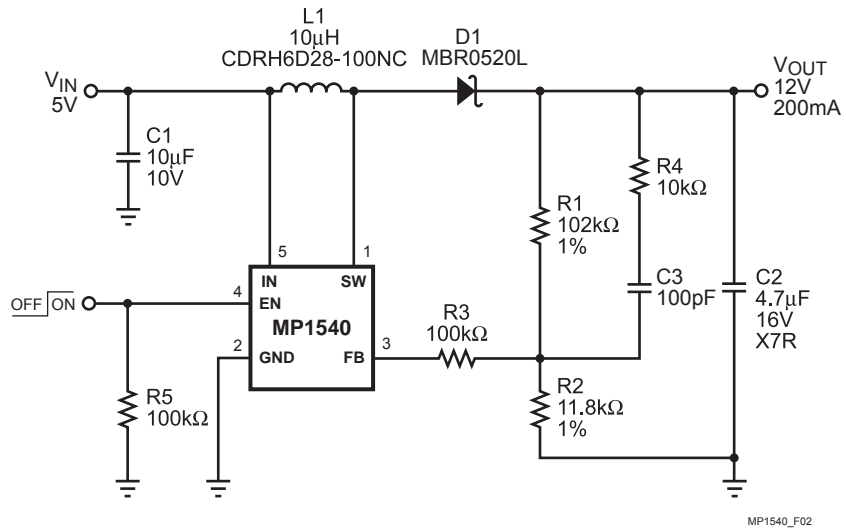 L1
10µH
CDRH6D28-100NC
D1
MBR0520L
VIN
5V
VOUT
12V
200mA
C1
10µF
10V
R4
10kΩ
R1
102kΩ
1%
5
1
IN
SW
C3
100pF
C2
4.7µF
16V
X7R
OFF ON
4
EN
MP1540
R3
100kΩ
2
GND
FB
3
R5
100kΩ
R2
11.8kΩ
1%
MP1540_F02